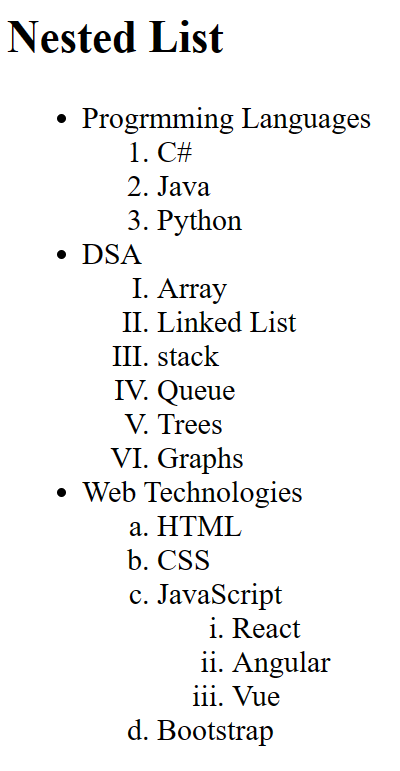 Nested List
• Progrmming Languages
1. C#
2. Java
3. Python
• DSA
I. Array
II. Linked List
III. stack
IV. Queue
V. Trees
VI. Graphs
• Web Technologies
a. HTML
b. CSS
c. JavaScript
i. React
ii. Angular
iii. Vue
d. Bootstrap